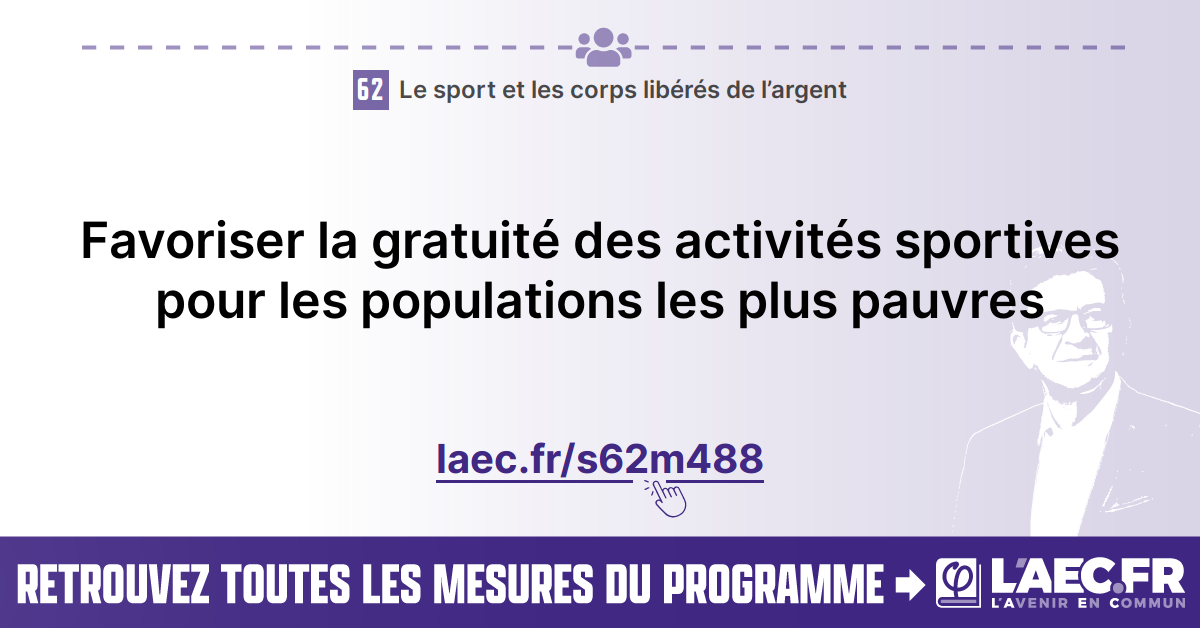 62 Le sport et les corps libérés de l’argent
Favoriser la gratuité des activités sportives
pour les populations les plus pauvres
laec.fr/s62m488
RETROUVEZ TOUTES LES MESURES DU PROGRAMME
φ L'AEC.FR
L'AVENIR EN COMMUN